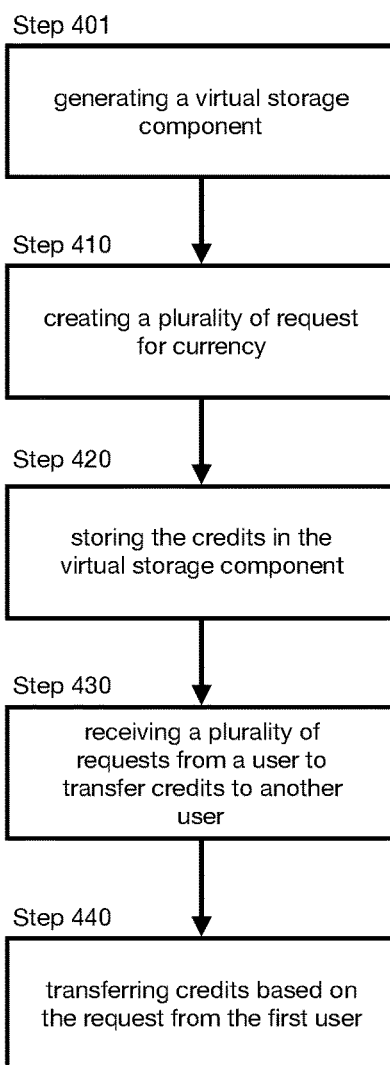 Step 401
generating a virtual storage
component
Step 410
creating a plurality of request
for currency
Step 420
storing the credits in the
virtual storage component
Step 430
receiving a plurality of
requests from a user to
transfer credits to another
user
Step 440
transferring credits based on
the request from the first user